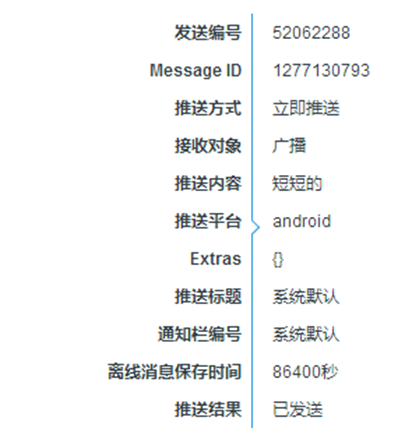 发送编号 52062288
Message ID 1277130793
推送方式 立即推送
接收对象 广播
推送内容 短短的
推送平台 android
Extras {}
推送标题 系统默认
通知栏编号 系统默认
离线消息保存时间 86400秒
推送结果 已发送